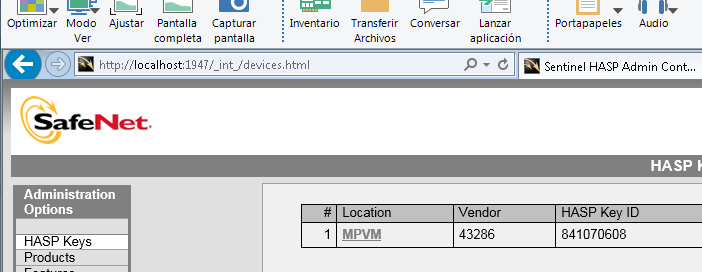 Optimizar Modo Ver Ajustar Pantalla completa Capturar pantalla Inventario Transferir Archivos Conversar Lanzar aplicación Portapapeles Audio
http://localhost:1947/_int_/devices.html
Sentinel HASP Admin Cont...
SafeNet.
HASP
Administration Options
# Location Vendor HASP Key ID
1 MPVM 43286 841070608
HASP Keys
Products
Features